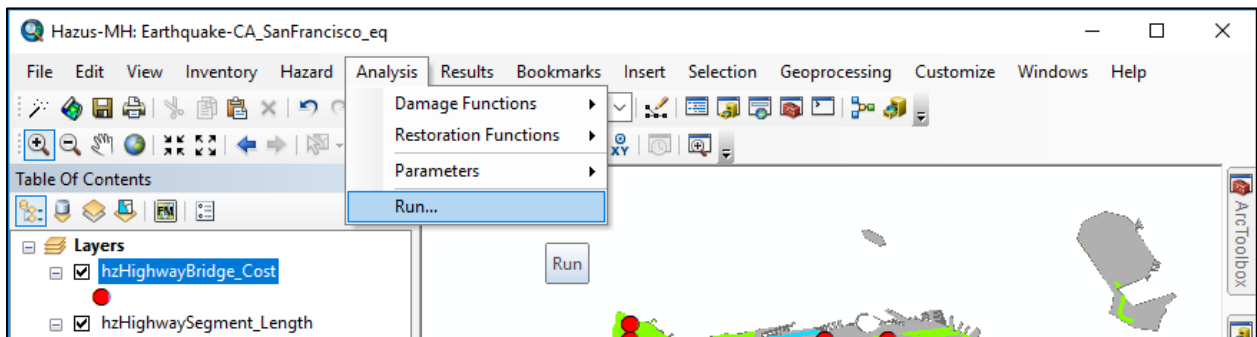 Hazus-MH: Earthquake-CA_SanFrancisco_eq
File Edit View Inventory Hazard Analysis Results Bookmarks Insert Selection Geoprocessing Customize Windows Help
Damage Functions
Restoration Functions
XY
Parameters
Table Of Contents
Run...
ArcToolbox
Layers
Run
hzHighwayBridge_Cost
hzHighwaySegment_Length